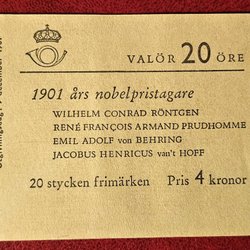 VALÖR 20 ÖRE
1901 års nobelpristagare
WILHELM CONRAD RÖNTGEN
RENÉ FRANÇOIS ARMAND PRUDHOMME
EMIL ADOLF von BEHRING
JACOBUS HENRICUS van't HOFF
20 stycken frimärken Pris 4 kronor